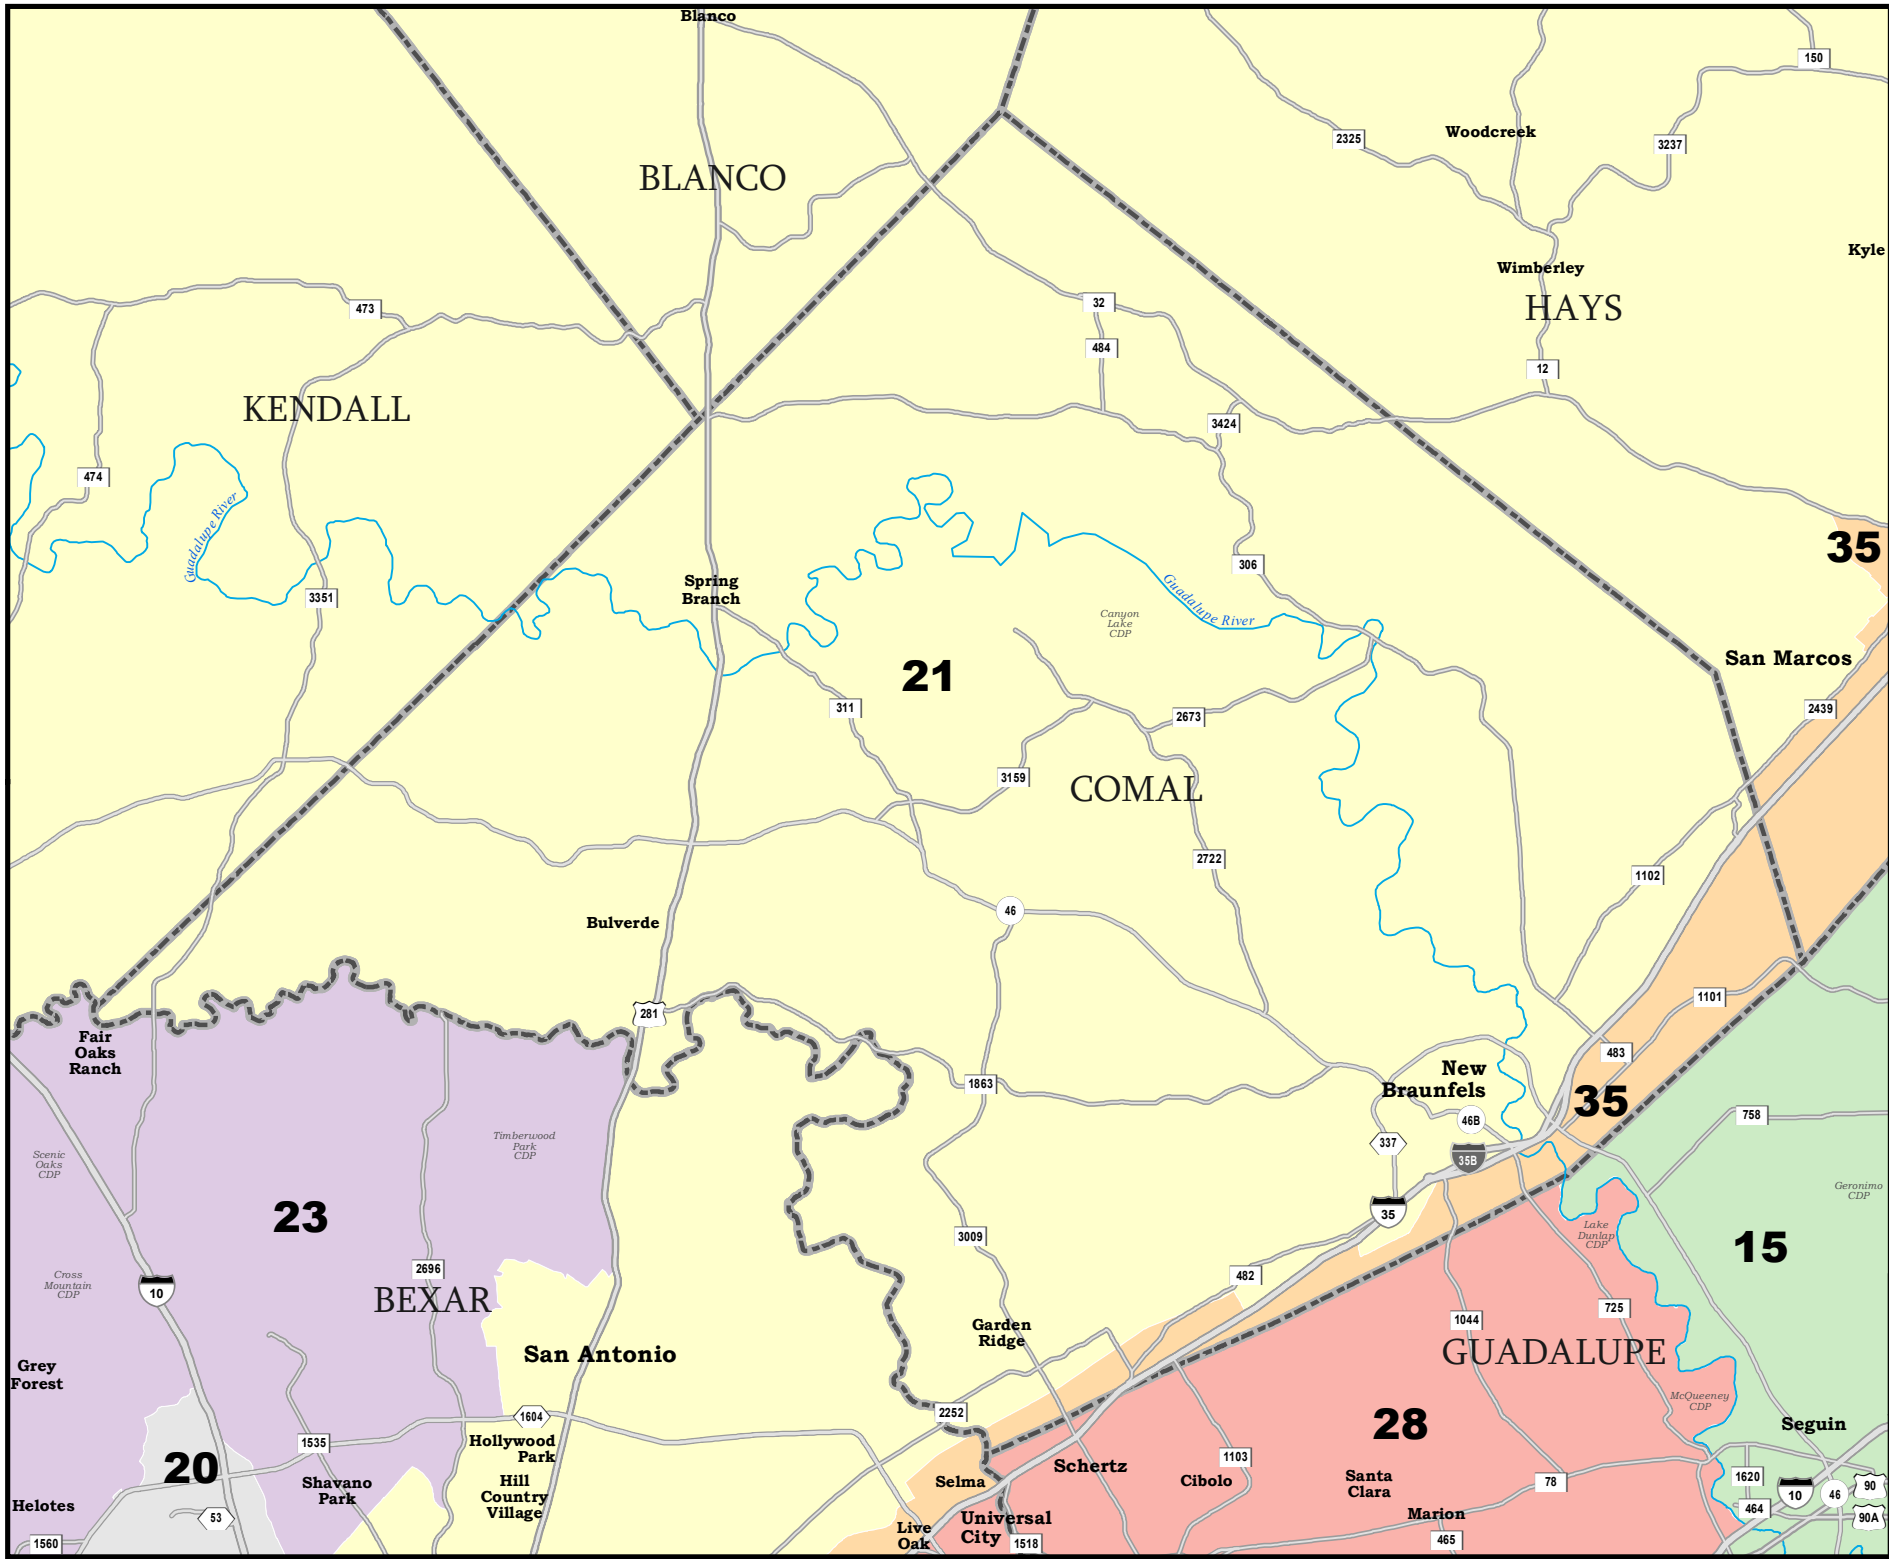 Blanco
150
2325
Woodcreek
3237
BLANCO
Kyle
Wimberley
HAYS
473
32
484
12
KENDALL
3424
474
Guadalupe River
35
306
Spring
Branch
3351
Guadalupe River
Canyon
Lake
CDP
21
San Marcos
311
2673
2439
3159
COMAL
2722
1102
46
Bulverde
281
1101
Fair
Oaks
Ranch
483
New
Braunfels
1863
35
46B
758
337
35B
Timberwood
Park
CDP
Scenic
Oaks
CDP
Geronimo
CDP
23
35
Lake
Dunlap
CDP
15
3009
2696
482
Cross
Mountain
CDP
10
BEXAR
725
1044
Garden
Ridge
GUADALUPE
San Antonio
Grey
Forest
McQueeney
CDP
2252
1604
28
Seguin
1535
Hollywood
Park
20
1103
Schertz
Selma
Cibolo
Santa
Clara
78
1620
10
46
90
Shavano
Park
Hill
Country
Village
Helotes
53
464
90A
Marion
Universal
City
Live
Oak
1560
1518
465